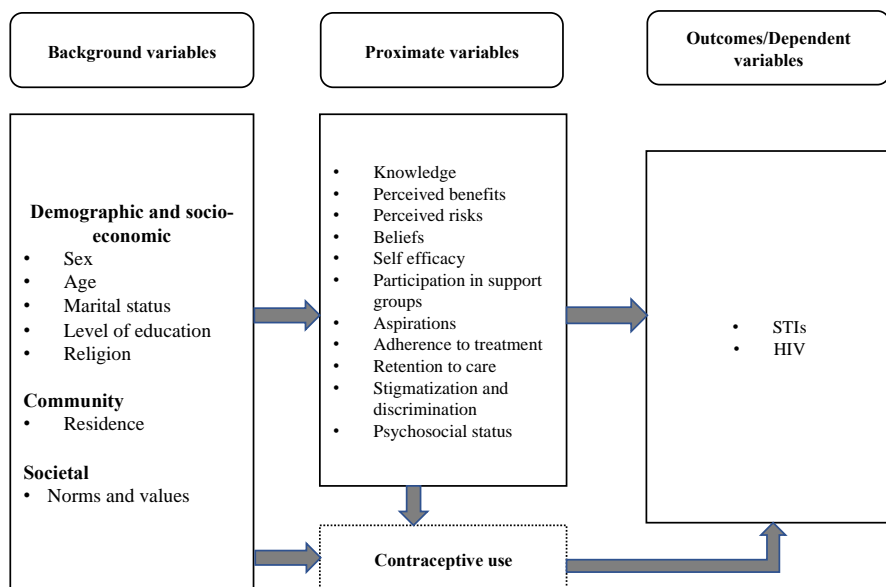 Background variables
Proximate variables
Outcomes/Dependent
variables
Demographic and socio-
economic
• Sex
• Age
• Marital status
• Level of education
• Religion
Community
• Residence
Societal
• Norms and values
• Knowledge
• Perceived benefits
• Perceived risks
• Beliefs
• Self efficacy
• Participation in support
groups
• Aspirations
• Adherence to treatment
• Retention to care
• Stigmatization and
discrimination
• Psychosocial status
Contraceptive use
• STIs
• HIV